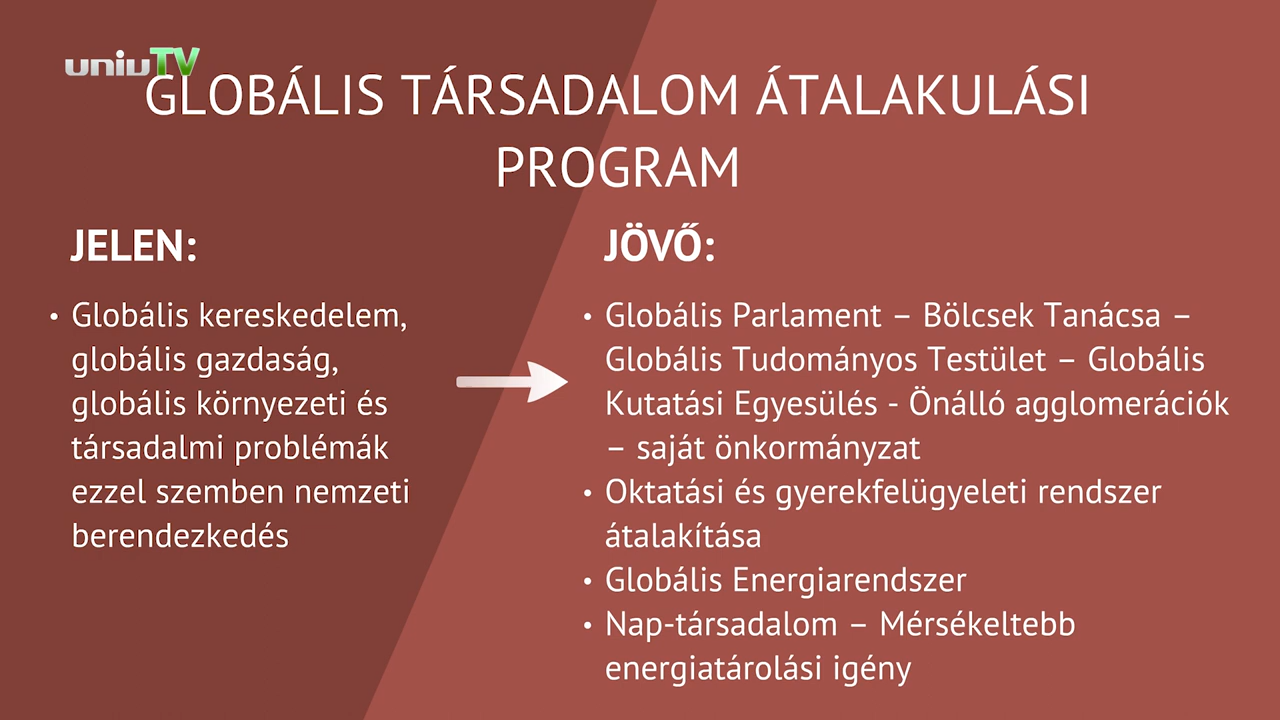 uniuTV
GLOBÁLIS TÁRSADALOM ÁTALAKULÁSI
PROGRAM
JELEN:
• Globális kereskedelem,
globális gazdaság,
globális környezeti és
társadalmi problémák
ezzel szemben nemzeti
berendezkedés
JÖVŐ:
• Globális Parlament – Bölcsek Tanácsa –
Globális Tudományos Testület – Globális
Kutatási Egyesülés - Önálló agglomerációk
– saját önkormányzat
• Oktatási és gyerekfelügyeleti rendszer
átalakítása
• Globális Energiarendszer
• Nap-társadalom – Mérsékeltebb
energiatárolási igény